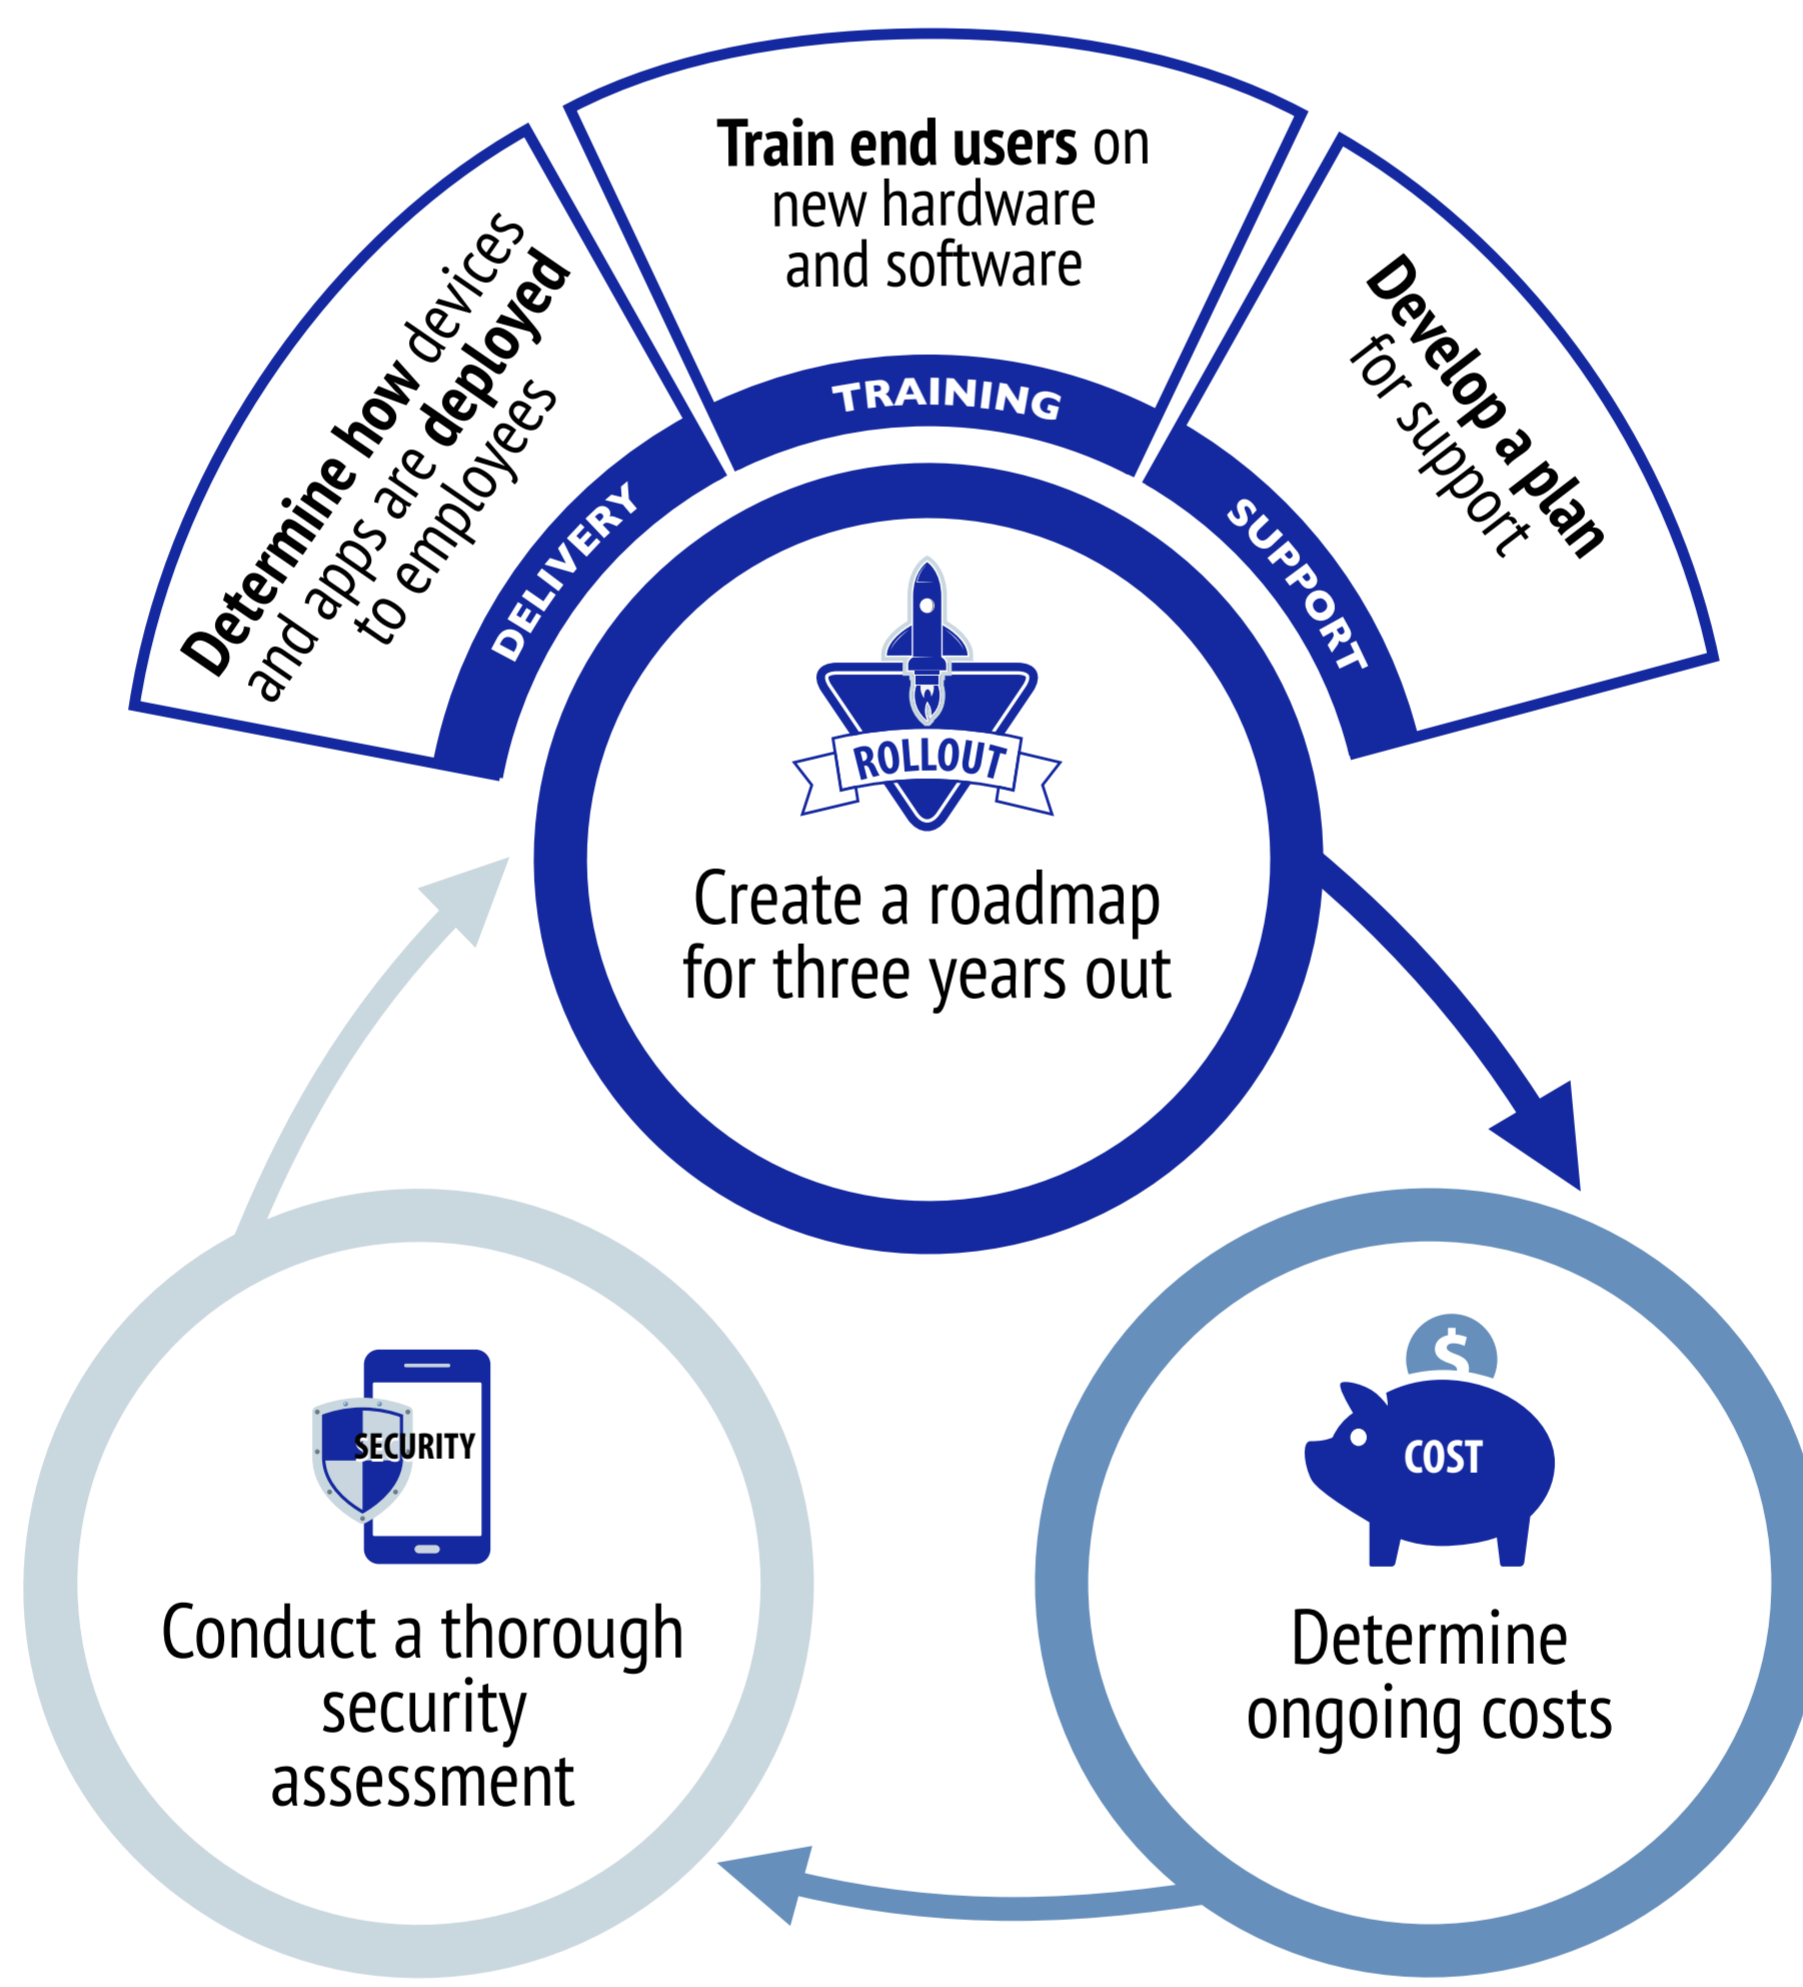 Determine how devices
and apps are deployed
to employees
DELIVERY
Train end users on
new hardware
and software
TRAINING
Develop a plan
for support
SUPPORT
ROLLOUT
Create a roadmap
for three years out
SECURITY
Conduct a thorough
security
assessment
$
COST
Determine
ongoing costs